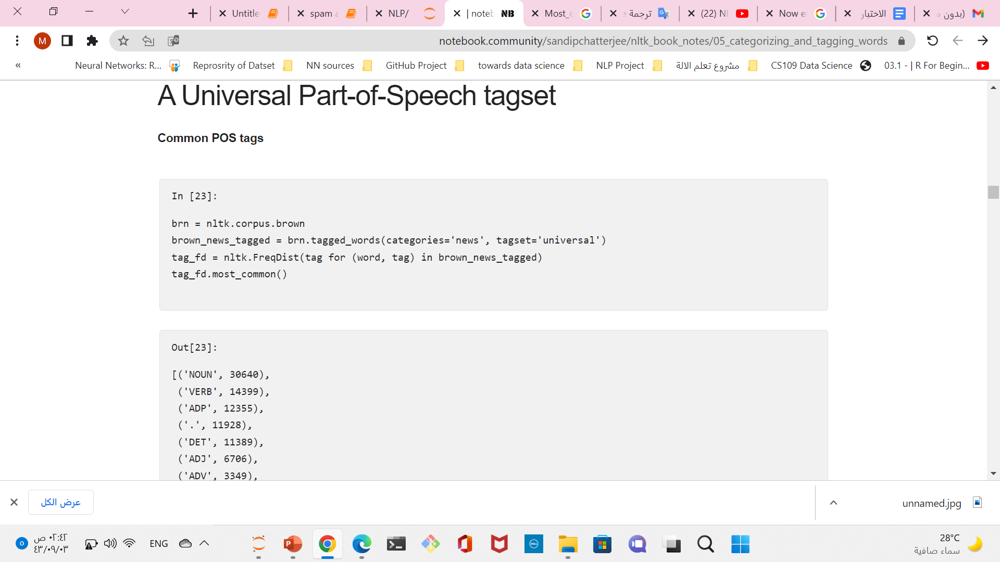 Untitle
spam a
NLP/
| noteb
NB
Most_c
ترجمة e
(22) NL
Now e
الاختبار
(بدون م
M
notebook.community/sandipchatterjee/nltk_book_notes/05_categorizing_and_tagging_words
«
Neural Networks: R...
Reprosrity of Datset
NN sources
GitHub Project
towards data science
NLP Project
مشروع تعلم الالة
CS109 Data Science
03.1 - | R For Begin...
A Universal Part-of-Speech tagset
Common POS tags
In [23]:
brn = nltk.corpus.brown
brown_news_tagged = brn.tagged_words(categories='news', tagset='universal')
tag_fd = nltk.FreqDist(tag for (word, tag) in brown_news_tagged)
tag_fd.most_common()
Out[23]:
[('NOUN', 30640),
('VERB', 14399),
('ADP', 12355),
('.', 11928),
('DET', 11389),
('ADJ', 6706),
('ADV', 3349),
عرض الكل
unnamed.jpg
٠٢:٤٢ ص
٤٣/٠٩/٠٣
ENG
28°C
سماء صافية